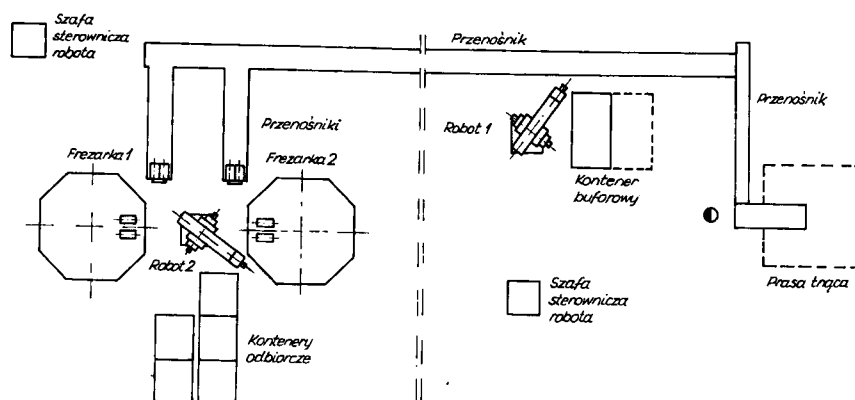 Szafa
sterownicza
robota
Przenośnik
Przenośnik
Robot 1
Przenośniki
Frezarka 1
Frezarka 2
Kontener
buforowy
Robot 2
Prasa tnąca
Szafa
sterownicza
robota
Kontenery
odbiorcze